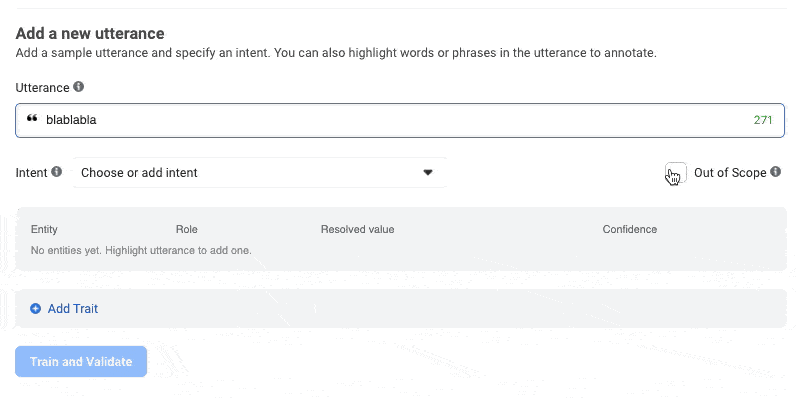 Add a new utterance
Add a sample utterance and specify an intent. You can also highlight words or phrases in the utterance to annotate.
Utterance
❝ blablabla 271
Intent Choose or add intent Out of Scope
Entity Role Resolved value Confidence
No entities yet. Highlight utterance to add one.
Add Trait
Train and Validate